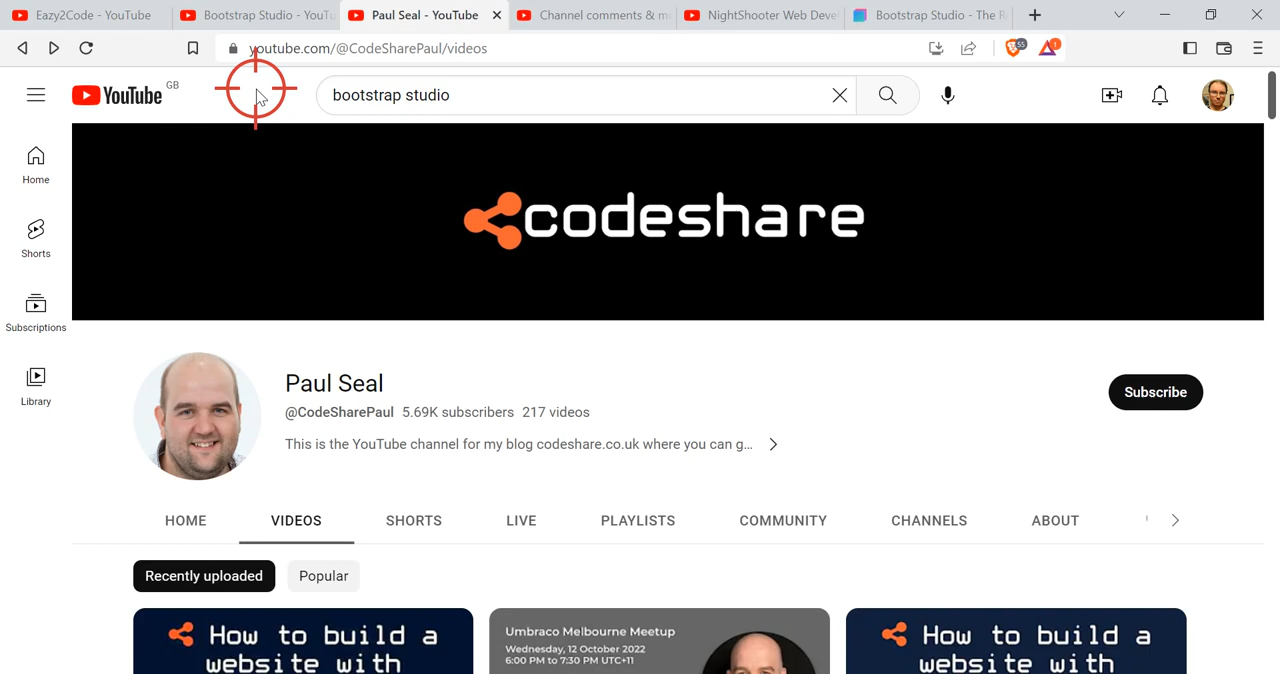 Eazy2Code - YouTube
Bootstrap Studio - YouTu
Paul Seal - YouTube
Channel comments & m
NightShooter Web Deve
Bootstrap Studio - The R
youtube.com/@CodeSharePaul/videos
55
1
YouTube GB
bootstrap studio
codeshare
Home
Shorts
Subscriptions
Library
Paul Seal
@CodeSharePaul 5.69K subscribers 217 videos
This is the YouTube channel for my blog codeshare.co.uk where you can g...
Subscribe
HOME VIDEOS SHORTS LIVE PLAYLISTS COMMUNITY CHANNELS ABOUT
Recently uploaded Popular
How to build a
website with
Umbraco Melbourne Meetup
Wednesday, 12 October 2022
6:00 PM to 7:30 PM UTC+11
How to build a
website with